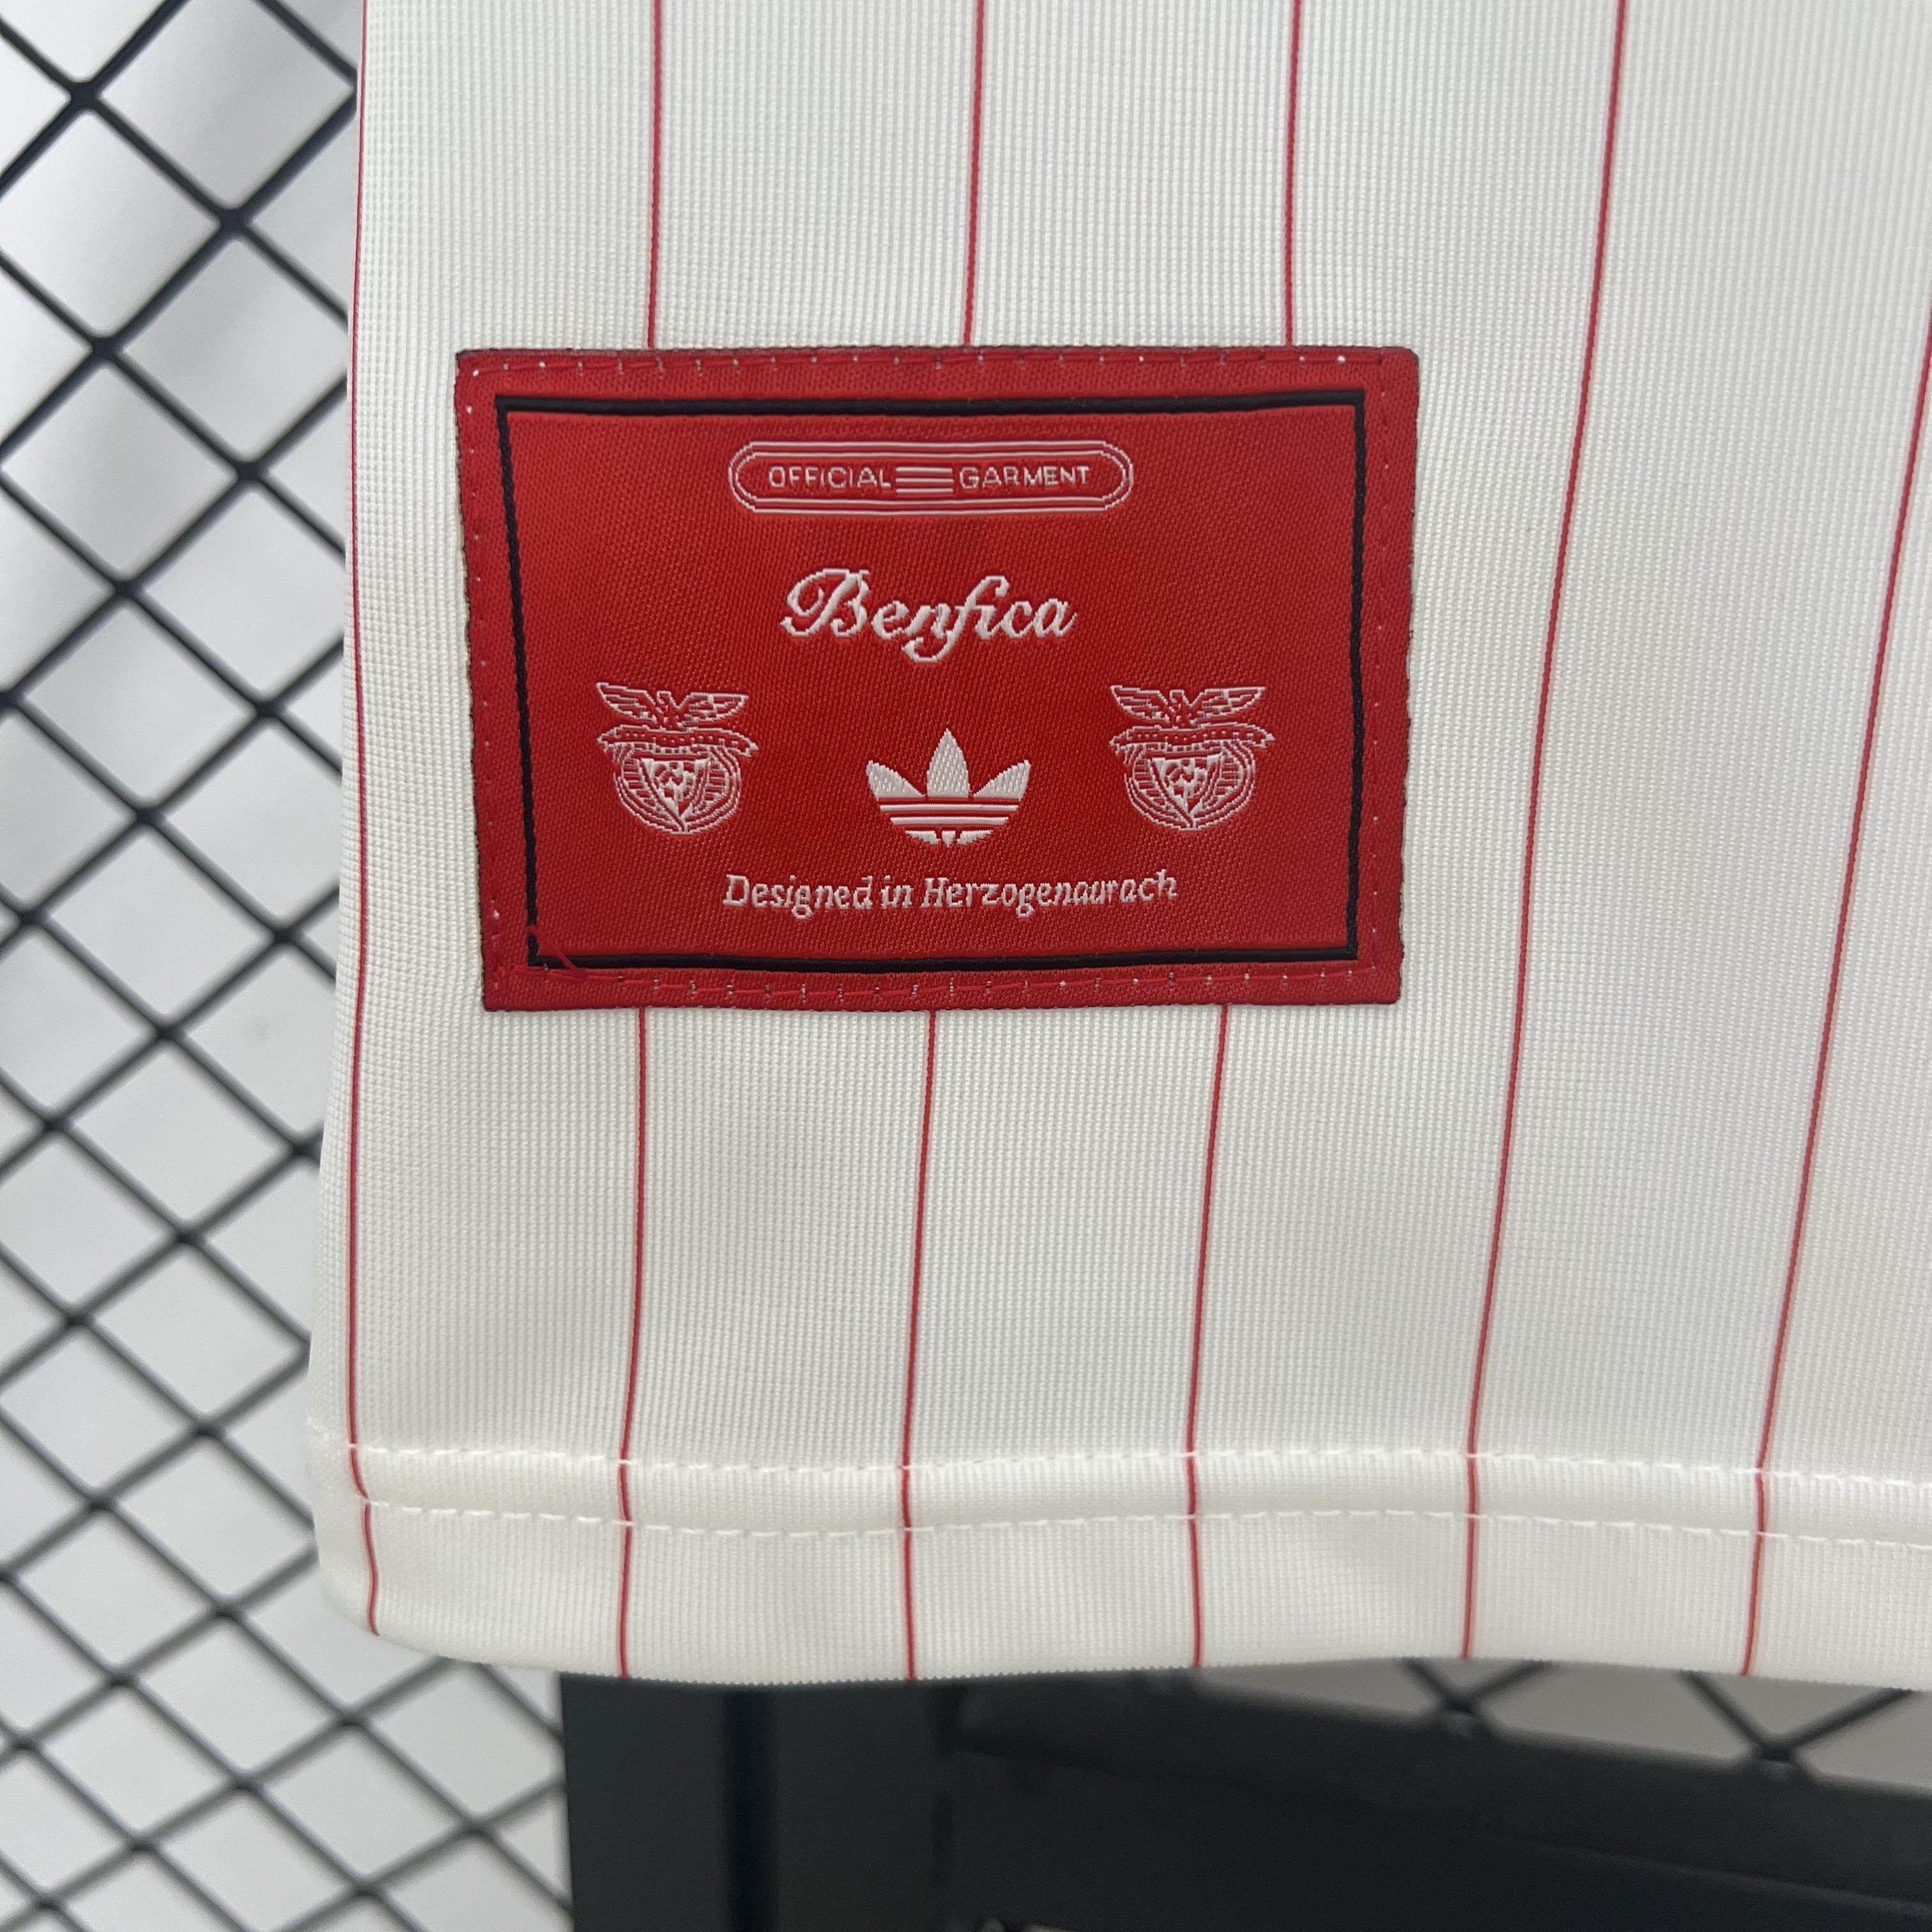 OFFICIAL GARMENT
Benfica
Designed in Herzogenaurach